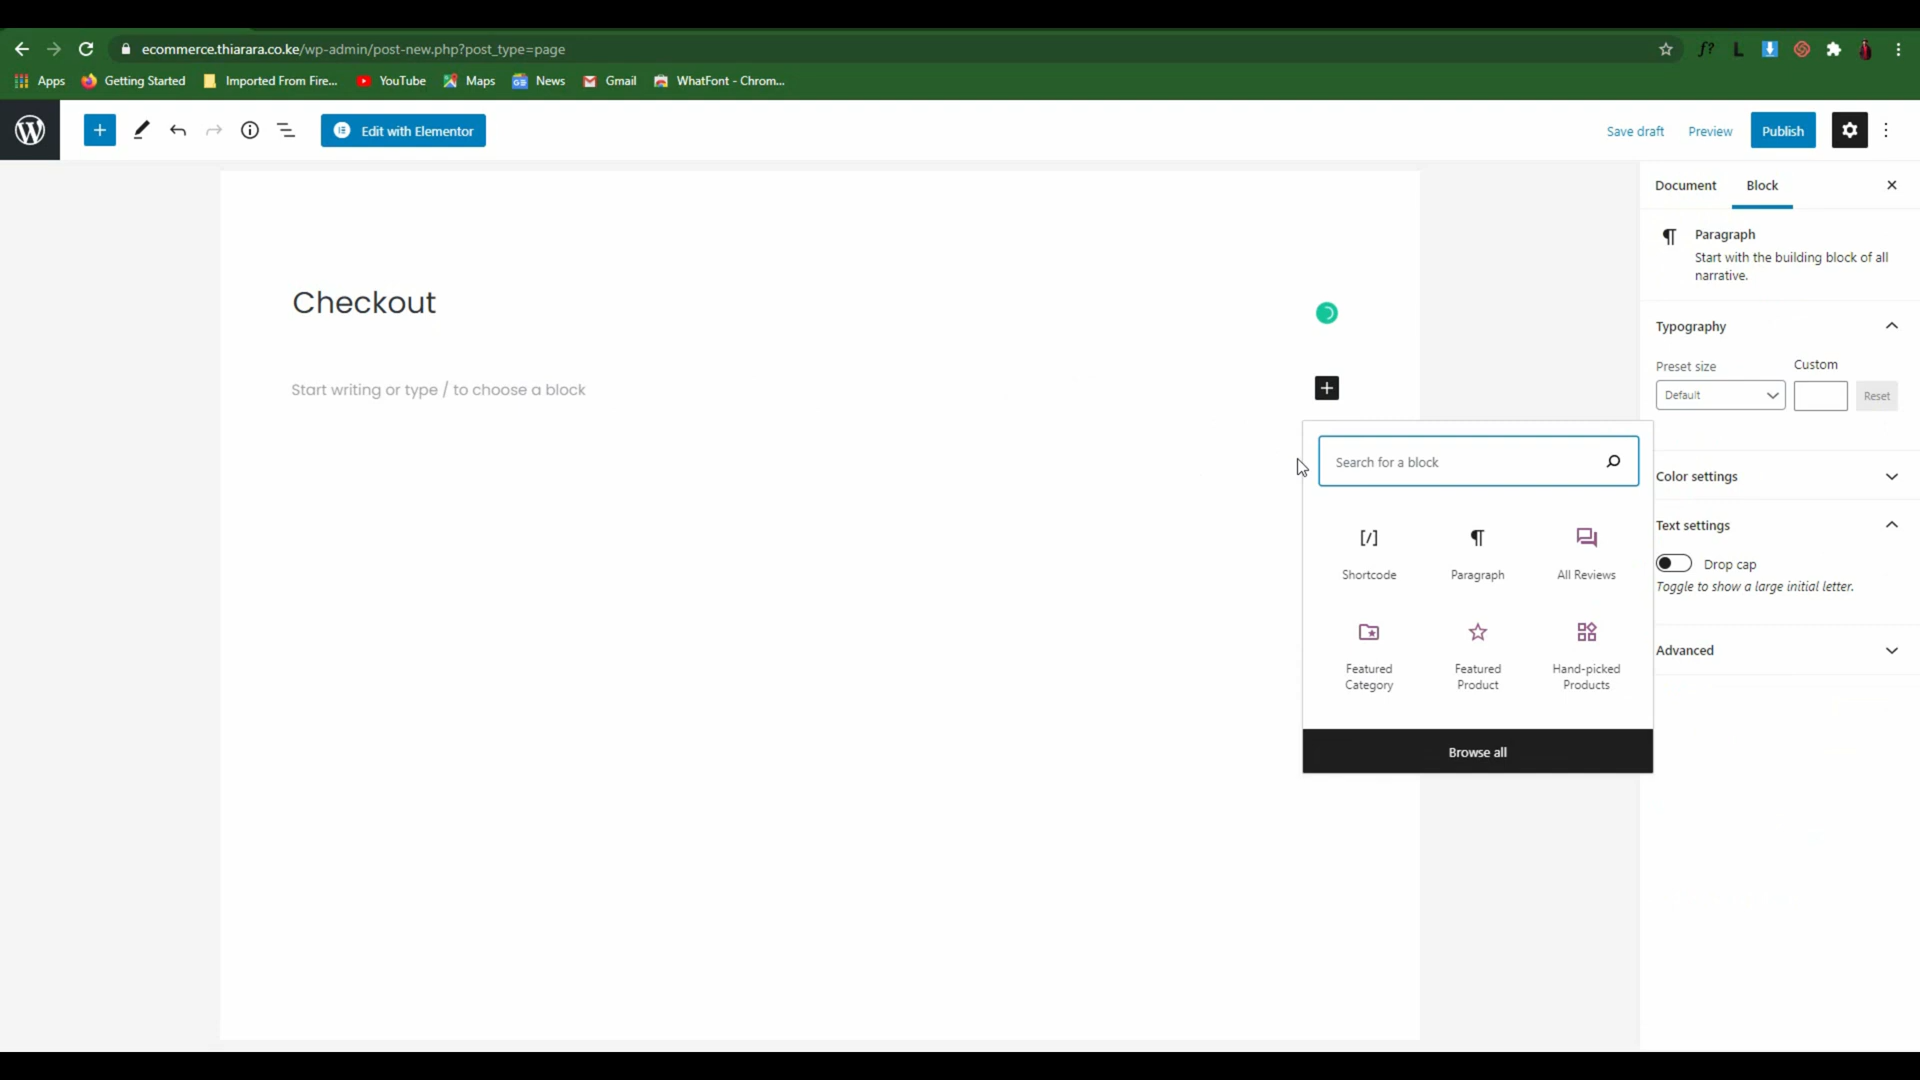 ecommerce.thiarara.co.ke/wp-admin/post-new.php?post_type=page
f?
L
Apps
Getting Started
Imported From Fire...
YouTube
Maps
News
Gmail
WhatFont - Chrom...
Edit with Elementor
Save draft
Preview
Publish
Document
Block
Paragraph
Start with the building block of all
narrative.
Checkout
Typography
Preset size
Custom
Default
Reset
Start writing or type / to choose a block
Search for a block
Color settings
Text settings
Drop cap
Toggle to show a large initial letter.
Shortcode
Paragraph
All Reviews
Advanced
Featured
Category
Featured
Product
Hand-picked
Products
Browse all